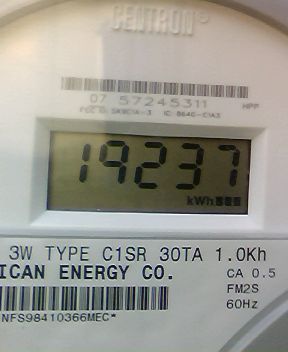 CENTRON®
07 57245311 HPP
19237
kWh
3W TYPE C1SR 30TA 1.0Kh
ICAN ENERGY CO. CA 0.5
FM2S
60Hz
NFS98410366MEC*